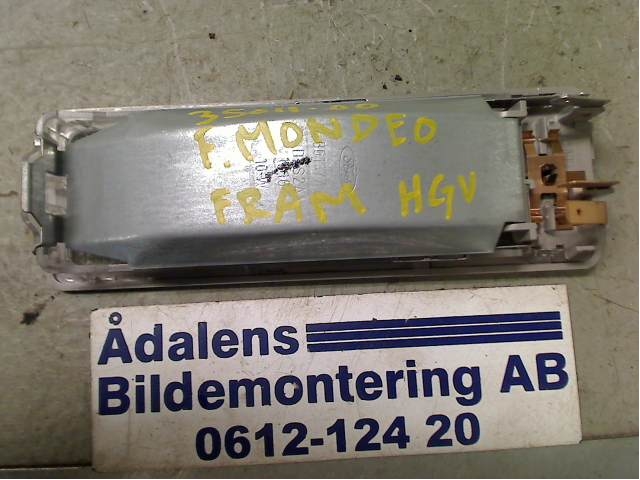 F. MONDEO
FRAM HGV
Ådalens
Bildemontering AB
0612-124 20